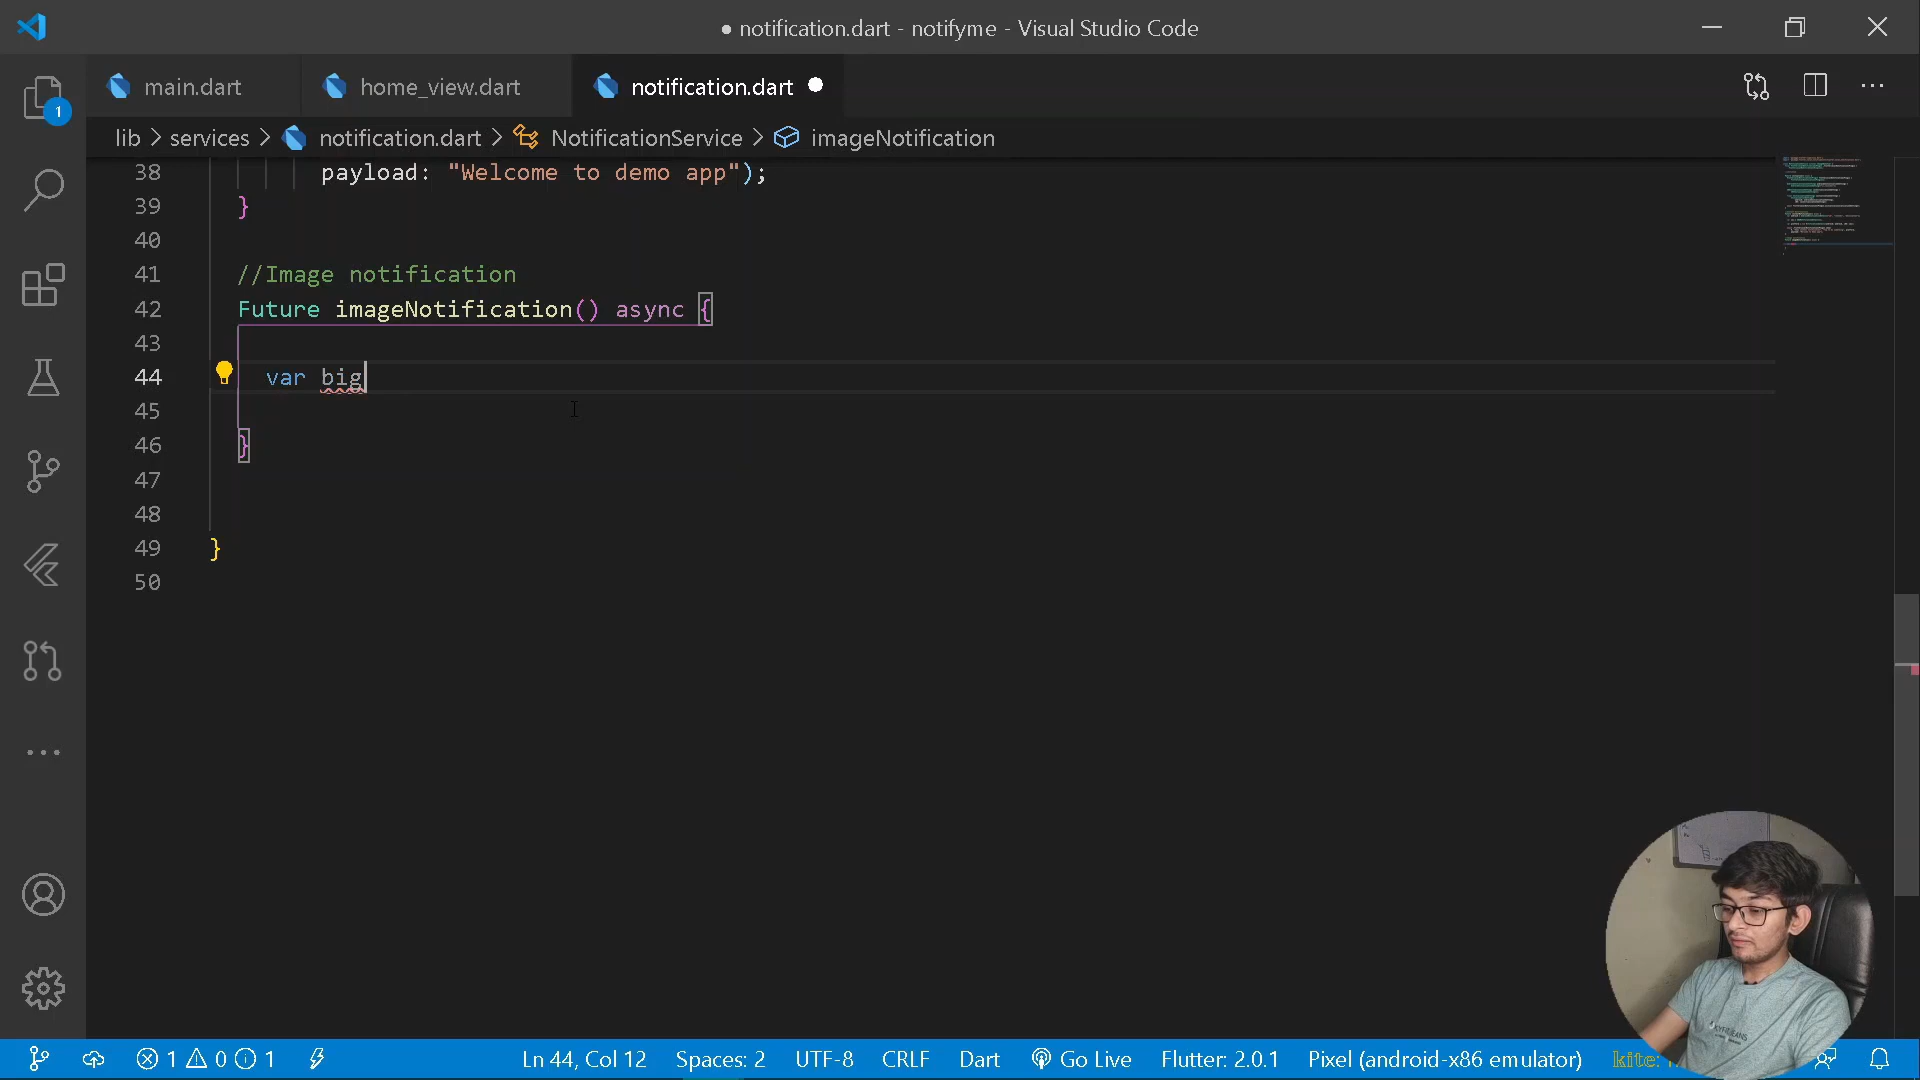 ● notification.dart - notifyme - Visual Studio Code
main.dart
home_view.dart
notification.dart
lib > services > notification.dart > NotificationService > imageNotification
38 payload: "Welcome to demo app");
39 }
40
41 //Image notification
42 Future imageNotification() async {
43
44 var big
45
46 }
47
48
49 }
50
1
1 0 1
Ln 44, Col 12
Spaces: 2
UTF-8
CRLF
Dart
Go Live
Flutter: 2.0.1
Pixel (android-x86 emulator)
kite: